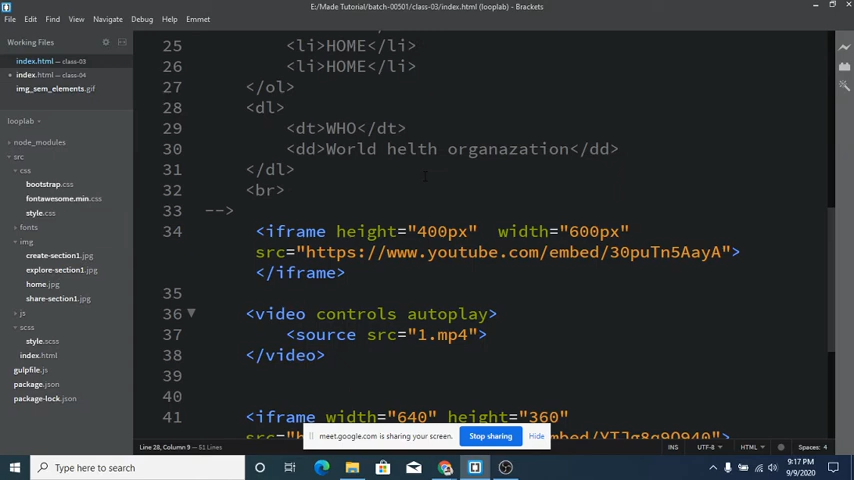 E:/Made Tutorial/batch-00501/class-03/index.html (looplab) - Brackets
File Edit Find View Navigate Debug Help Emmet
Working Files
index.html — class-03
index.html — class-04
img_sem_elements.gif
looplab
node_modules
src
css
bootstrap.css
fontawesome.min.css
style.css
fonts
img
create-section1.jpg
explore-section1.jpg
home.jpg
share-section1.jpg
js
scss
style.scss
index.html
gulpfile.js
package.json
package-lock.json
25 <li>HOME</li>
26 <li>HOME</li>
27 </ol>
28 <dl>
29 <dt>WHO</dt>
30 <dd>World helth organazation</dd>
31 </dl>
32 <br>
33 -->
34 <iframe height="400px" width="600px"
src="https://www.youtube.com/embed/30puTn5AayA">
</iframe>
35
36 <video controls autoplay>
37 <source src="1.mp4">
38 </video>
39
40
41 <iframe width="640" height="360"
meet.google.com is sharing your screen. Stop sharing Hide
Line 28, Column 9 — 51 Lines
INS UTF-8 HTML Spaces: 4
Type here to search
9:17 PM
9/9/2020